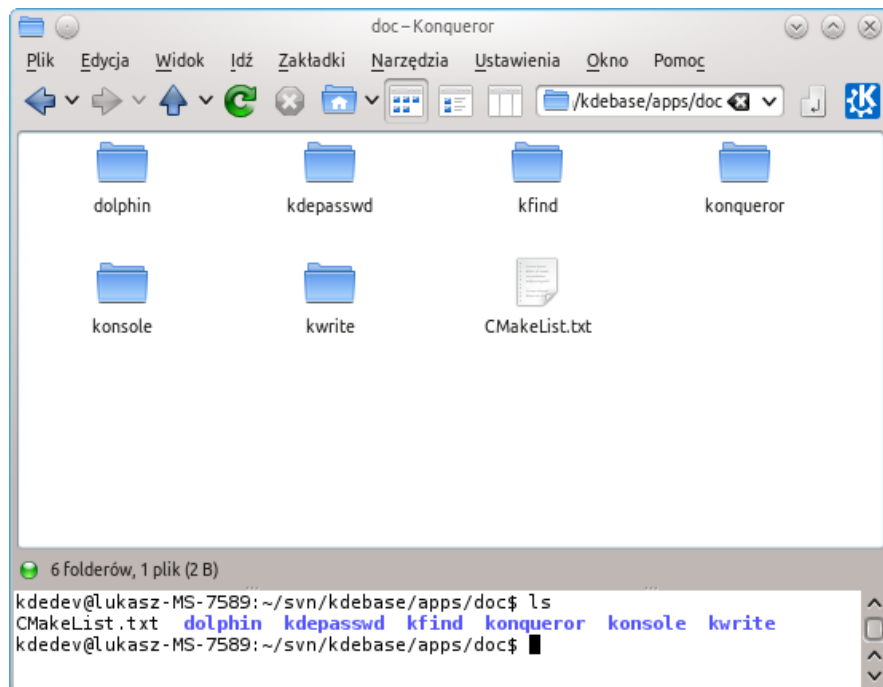 doc – Konqueror
Plik Edycja Widok Idź Zakładki Narzędzia Ustawienia Okno Pomoc
/kdebase/apps/doc
dolphin kdepasswd kfind konqueror
konsole kwrite CMakeList.txt
6 folderów, 1 plik (2 B)
kdedev@lukasz-MS-7589:~/svn/kdebase/apps/doc$ ls
CMakeList.txt dolphin kdepasswd kfind konqueror konsole kwrite
kdedev@lukasz-MS-7589:~/svn/kdebase/apps/doc$